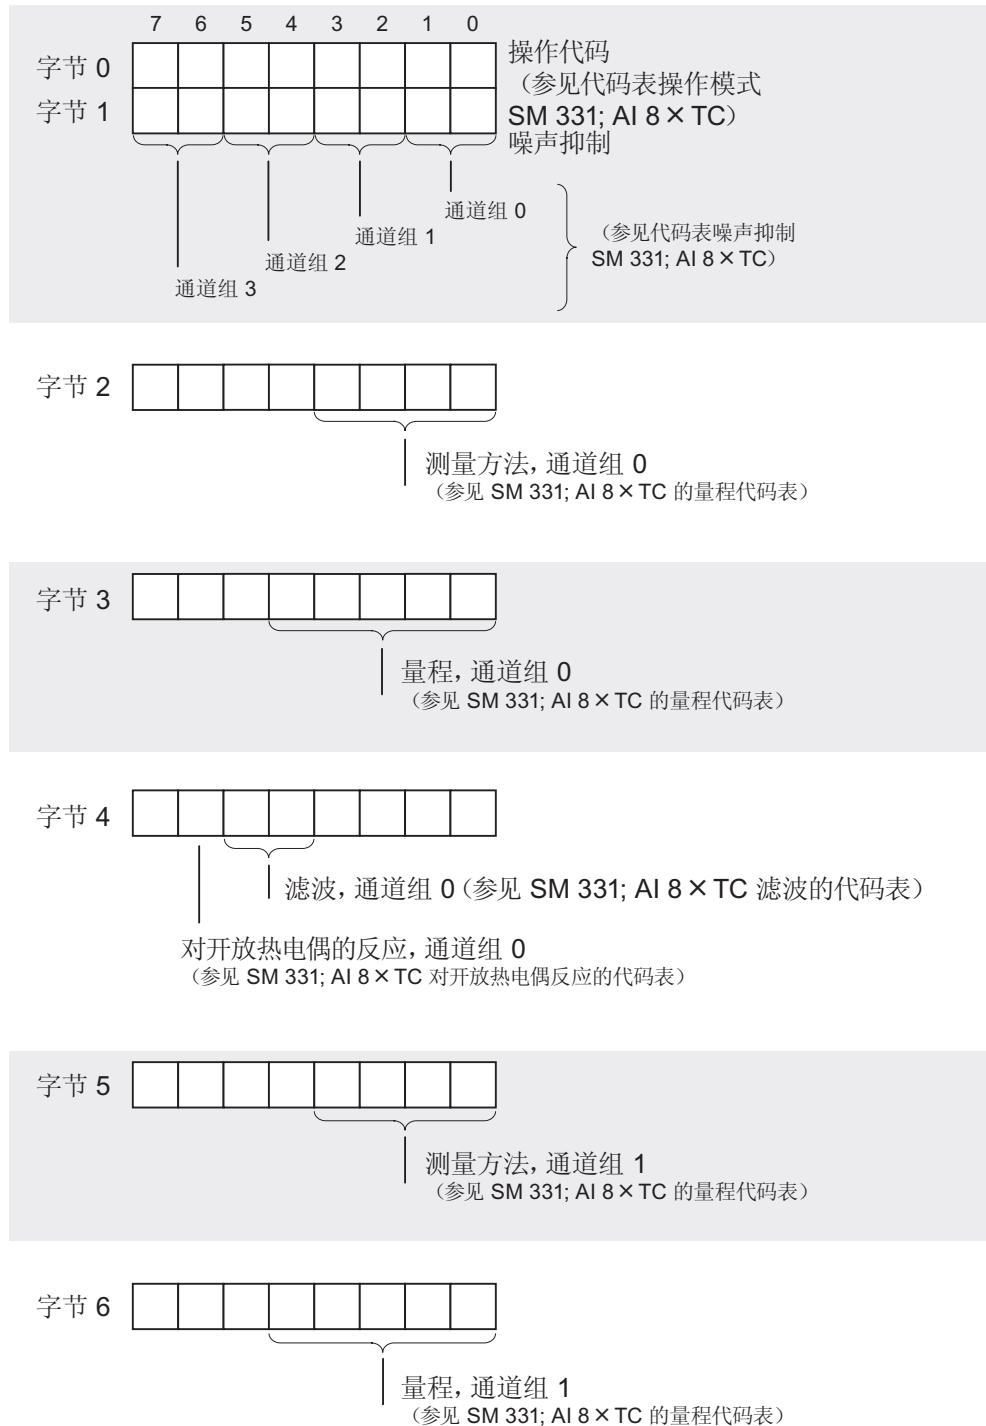 7 6 5 4 3 2 1 0
字节 0
操作代码
（参见代码表操作模式
字节 1
SM 331; AI 8×TC）
噪声抑制
通道组 0
通道组 1
通道组 2
通道组 3
（参见代码表噪声抑制
SM 331; AI 8×TC）
字节 2
测量方法，通道组 0
（参见 SM 331; AI 8×TC 的量程代码表）
字节 3
量程，通道组 0
（参见 SM 331; AI 8×TC 的量程代码表）
字节 4
滤波，通道组 0（参见 SM 331; AI 8×TC 滤波的代码表）
对开放热电偶的反应，通道组 0
（参见 SM 331; AI 8×TC 对开放热电偶反应的代码表）
字节 5
测量方法，通道组 1
（参见 SM 331; AI 8×TC 的量程代码表）
字节 6
量程，通道组 1
（参见 SM 331; AI 8×TC 的量程代码表）